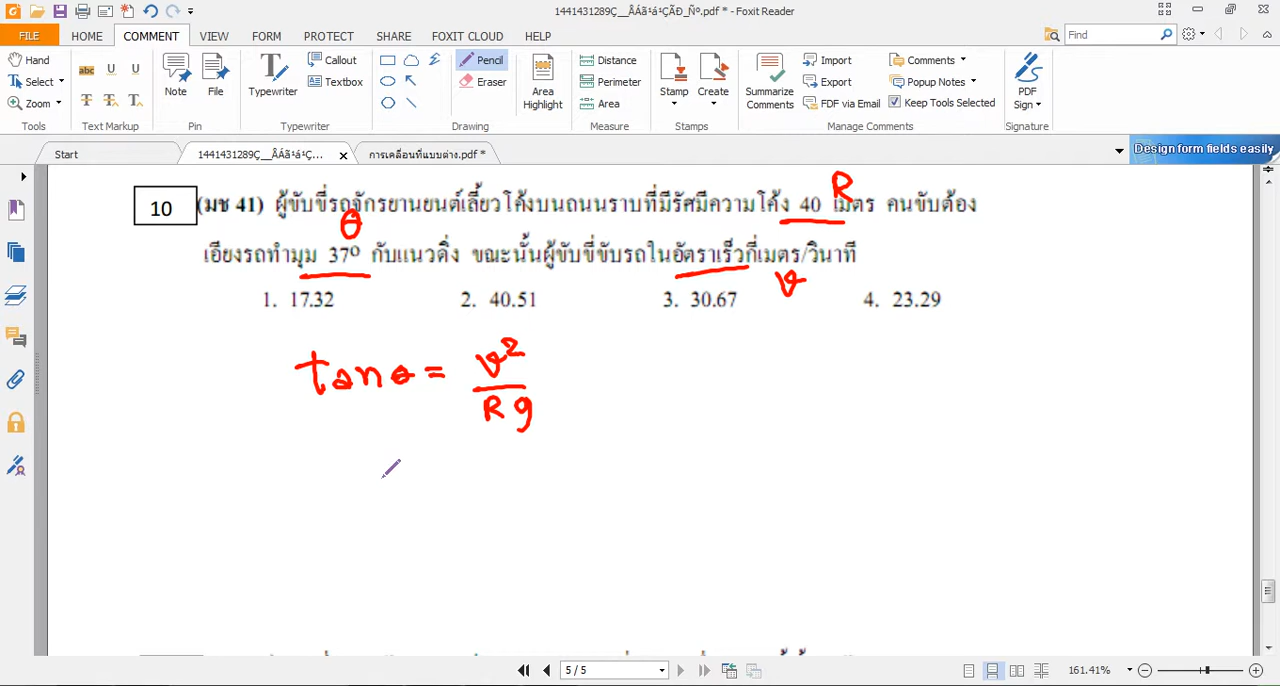 1441431289Ç__ÂÁã¹á¹ÇÃÐ_Ñº.pdf * - Foxit Reader
FILE HOME COMMENT VIEW FORM PROTECT SHARE FOXIT CLOUD HELP
Find
Hand
Select
Zoom
Tools
Text Markup
Note
File
Pin
Typewriter
Callout
Textbox
Typewriter
Pencil
Eraser
Area Highlight
Drawing
Distance
Perimeter
Area
Measure
Stamp
Create
Stamps
Summarize Comments
Import
Export
FDF via Email
Comments
Popup Notes
Keep Tools Selected
Manage Comments
PDF Sign
Signature
Start
1441431289Ç__ÂÁã¹á¹Ç...
การเคลื่อนที่แบบต่าง.pdf *
Design form fields easily
R
10 (มช 41) ผู้ขับขี่รถจักรยานยนต์เลี้ยวโค้งบนถนนราบที่มีรัศมีความโค้ง 40 เมตร คนขับต้อง
θ
เอียงรถทำมุม 37º กับแนวดิ่ง ขณะนั้นผู้ขับขี่ขับรถในอัตราเร็วกี่เมตร/วินาที
v
1. 17.32 2. 40.51 3. 30.67 4. 23.29
tanθ = v²
Rg
5 / 5
161.41%